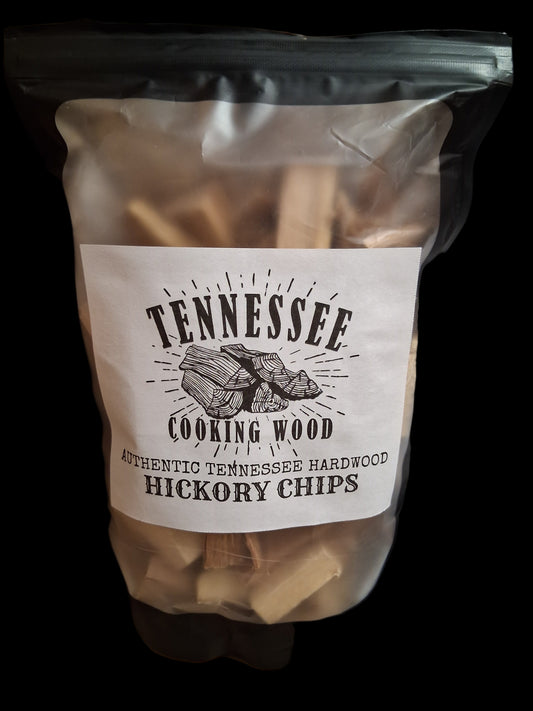 TENNESSEE
COOKING WOOD
AUTHENTIC TENNESSEE HARDWOOD
HICKORY CHIPS